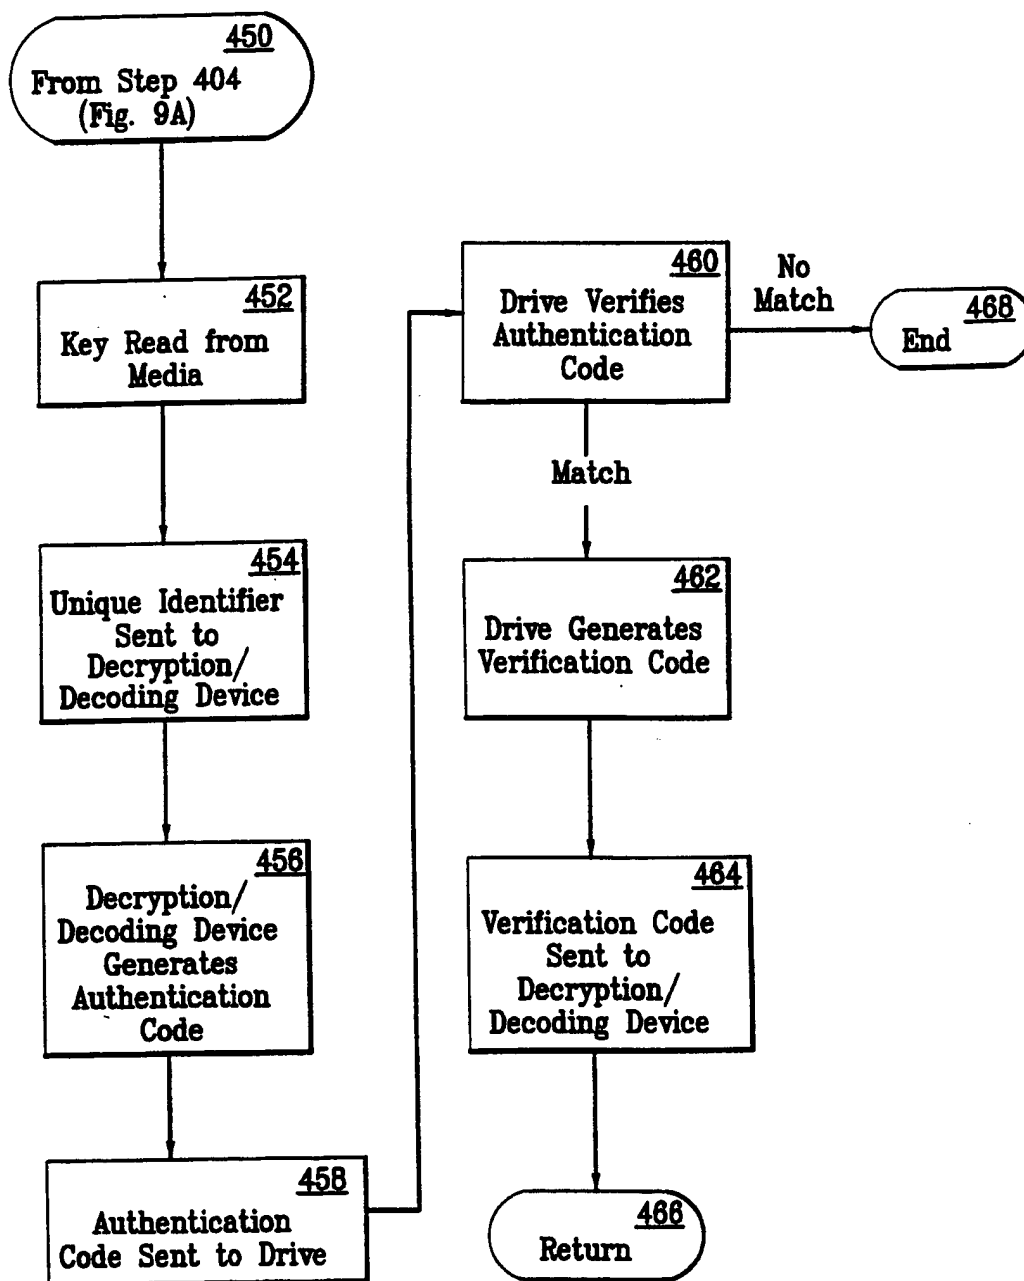 450
From Step 404
(Fig. 9A)
452
Key Read from
Media
454
Unique Identifier
Sent to
Decryption/
Decoding Device
456
Decryption/
Decoding Device
Generates
Authentication
Code
458
Authentication
Code Sent to Drive
460
Drive Verifies
Authentication
Code
No
Match
468
End
Match
462
Drive Generates
Verification Code
464
Verification Code
Sent to
Decryption/
Decoding Device
466
Return